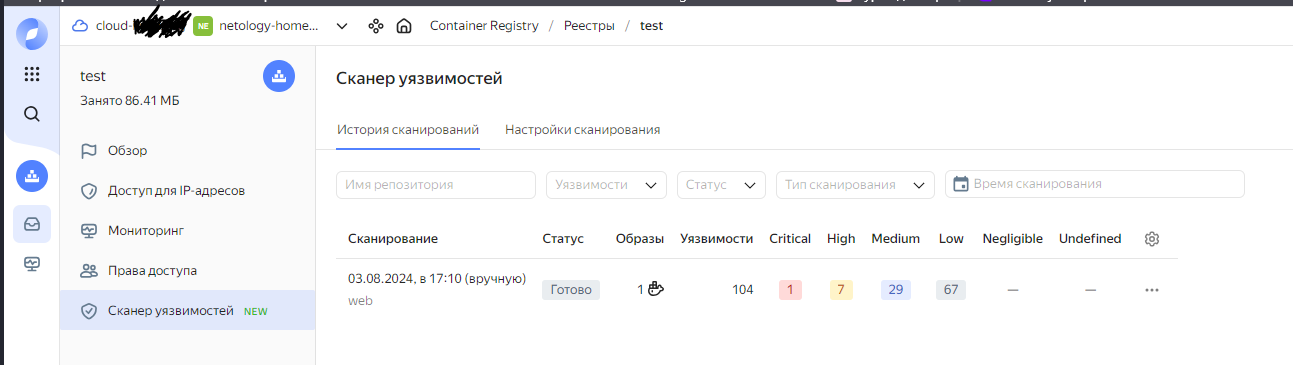 cloud- NE netology-home... Container Registry / Реестры / test
test
Занято 86.41 МБ
Обзор
Доступ для IP-адресов
Мониторинг
Права доступа
Сканер уязвимостей NEW
Сканер уязвимостей
История сканирований Настройки сканирования
Имя репозитория Уязвимости Статус Тип сканирования Время сканирования
Сканирование Статус Образы Уязвимости Critical High Medium Low Negligible Undefined
03.08.2024, в 17:10 (вручную) Готово 1 104 1 7 29 67 — —
web